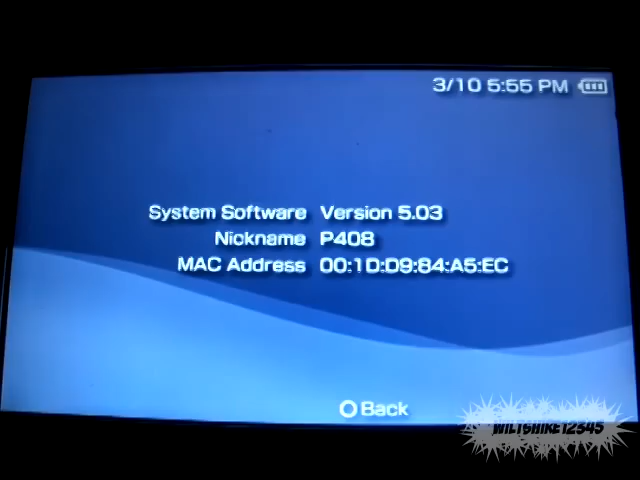 3/10 5:55 PM
System Software Version 5.03
Nickname P408
MAC Address 00:1D:D9:84:A5:EC
Back
WILTSHIRE12345